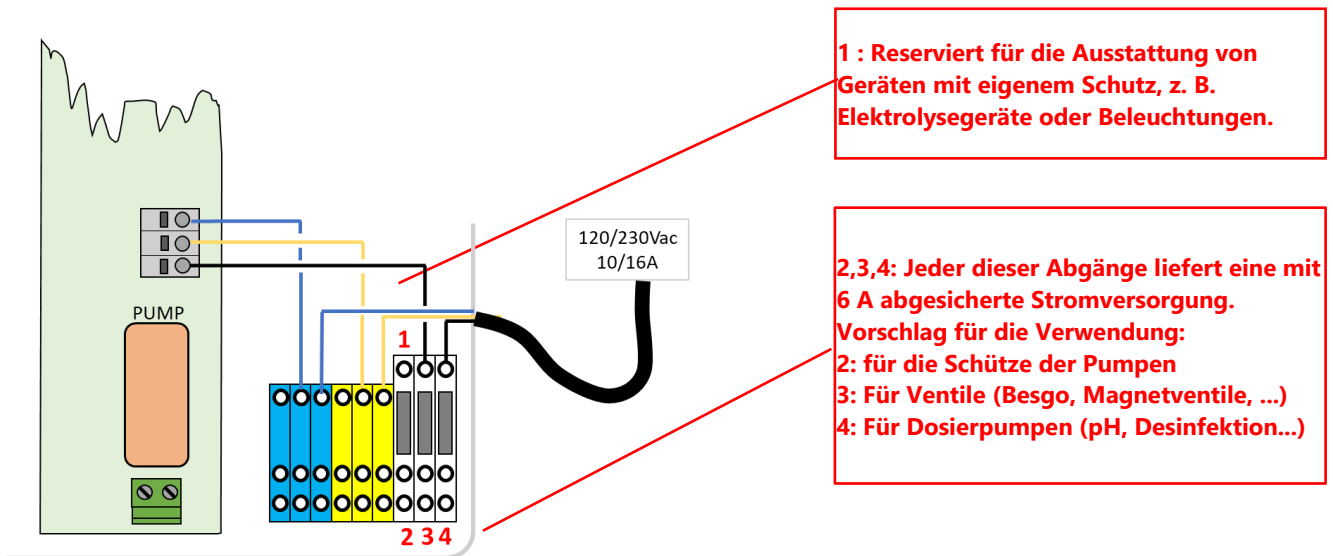 1 : Reserviert für die Ausstattung von
Geräten mit eigenem Schutz, z. B.
Elektrolysegeräte oder Beleuchtungen.
120/230Vac
10/16A
2,3,4: Jeder dieser Abgänge liefert eine mit
6 A abgesicherte Stromversorgung.
Vorschlag für die Verwendung:
2: für die Schütze der Pumpen
3: Für Ventile (Besgo, Magnetventile, ...)
4: Für Dosierpumpen (pH, Desinfektion...)
PUMP
1
2 3 4